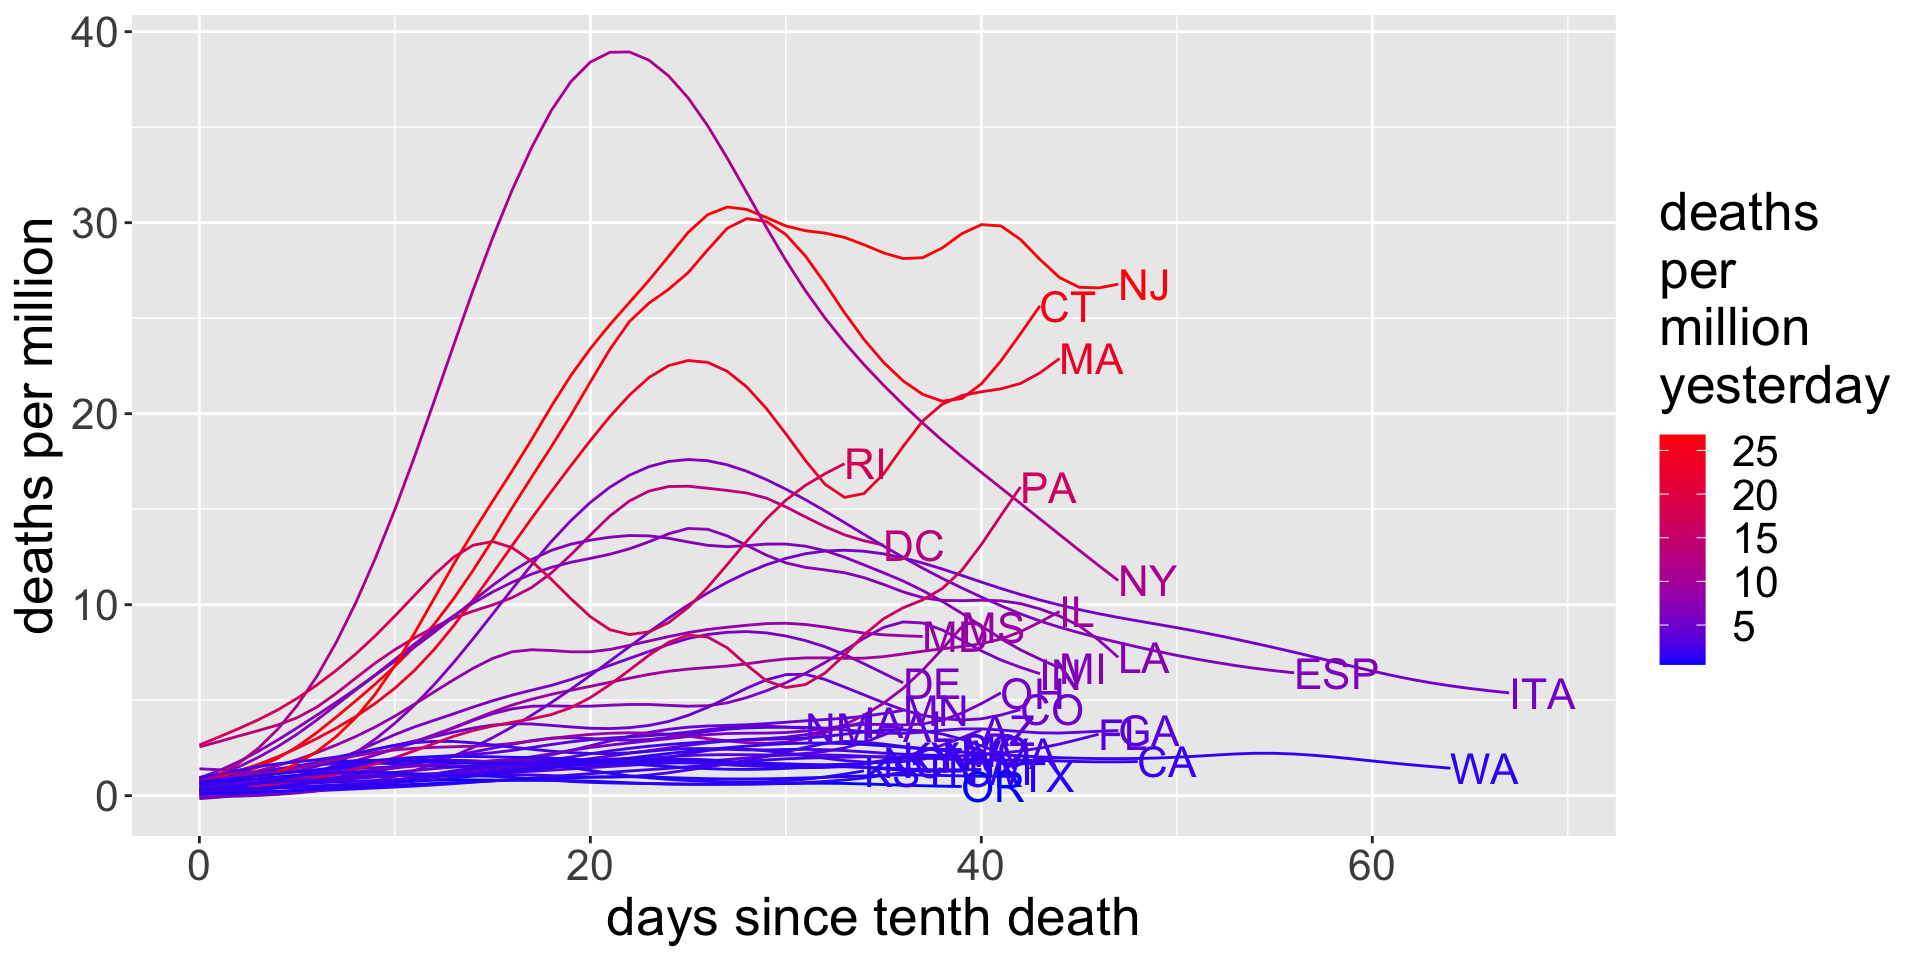 deaths per million
40
30
20
10
0
NJ
CT
MA
RI
PA
DC
NY
IL
MS
MD
LA
MI
IN
ESP
DE
ITA
OH
CO
MN
NM
GA
FL
CA
WA
KS
TX
OR
0
20
40
60
days since tenth death
deaths
per
million
yesterday
25
20
15
10
5